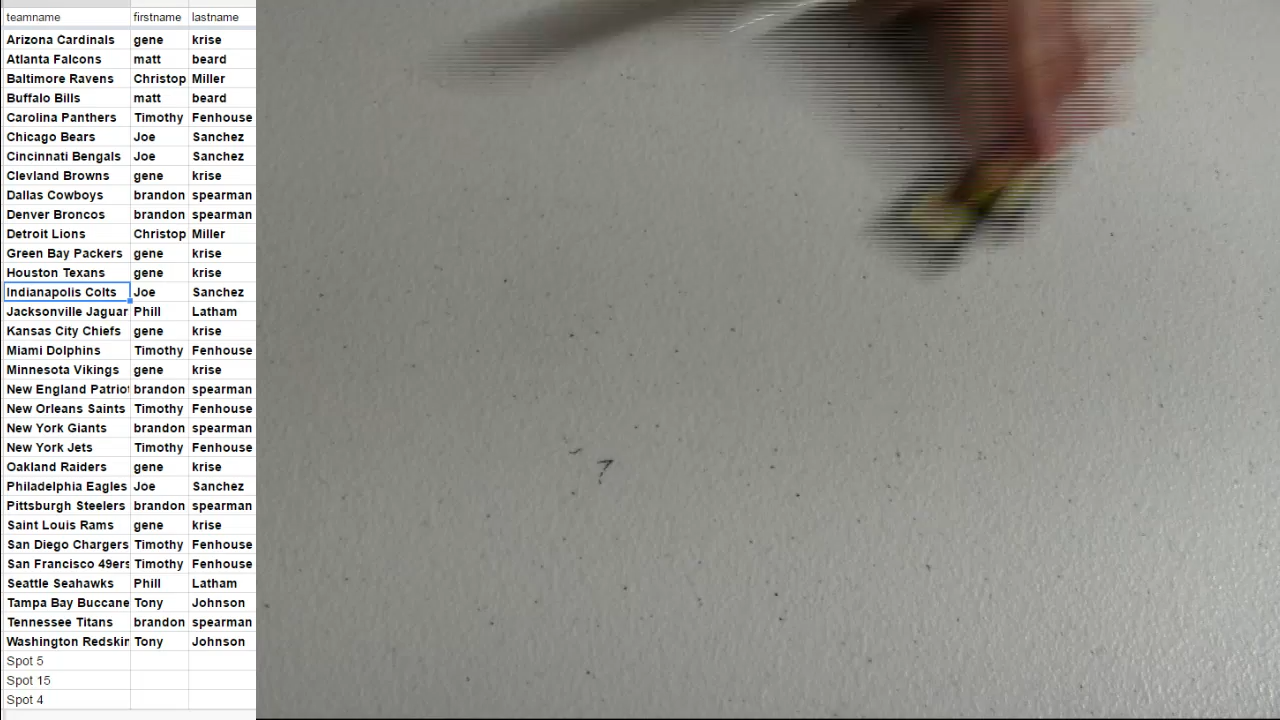 teamname firstname lastname
Arizona Cardinals gene krise
Atlanta Falcons matt beard
Baltimore Ravens Christop Miller
Buffalo Bills matt beard
Carolina Panthers Timothy Fenhouse
Chicago Bears Joe Sanchez
Cincinnati Bengals Joe Sanchez
Clevland Browns gene krise
Dallas Cowboys brandon spearman
Denver Broncos brandon spearman
Detroit Lions Christop Miller
Green Bay Packers gene krise
Houston Texans gene krise
Indianapolis Colts Joe Sanchez
Jacksonville Jaguar Phill Latham
Kansas City Chiefs gene krise
Miami Dolphins Timothy Fenhouse
Minnesota Vikings gene krise
New England Patriot brandon spearman
New Orleans Saints Timothy Fenhouse
New York Giants brandon spearman
New York Jets Timothy Fenhouse
Oakland Raiders gene krise
Philadelphia Eagles Joe Sanchez
Pittsburgh Steelers brandon spearman
Saint Louis Rams gene krise
San Diego Chargers Timothy Fenhouse
San Francisco 49ers Timothy Fenhouse
Seattle Seahawks Phill Latham
Tampa Bay Buccane Tony Johnson
Tennessee Titans brandon spearman
Washington Redskin Tony Johnson
Spot 5
Spot 15
Spot 4